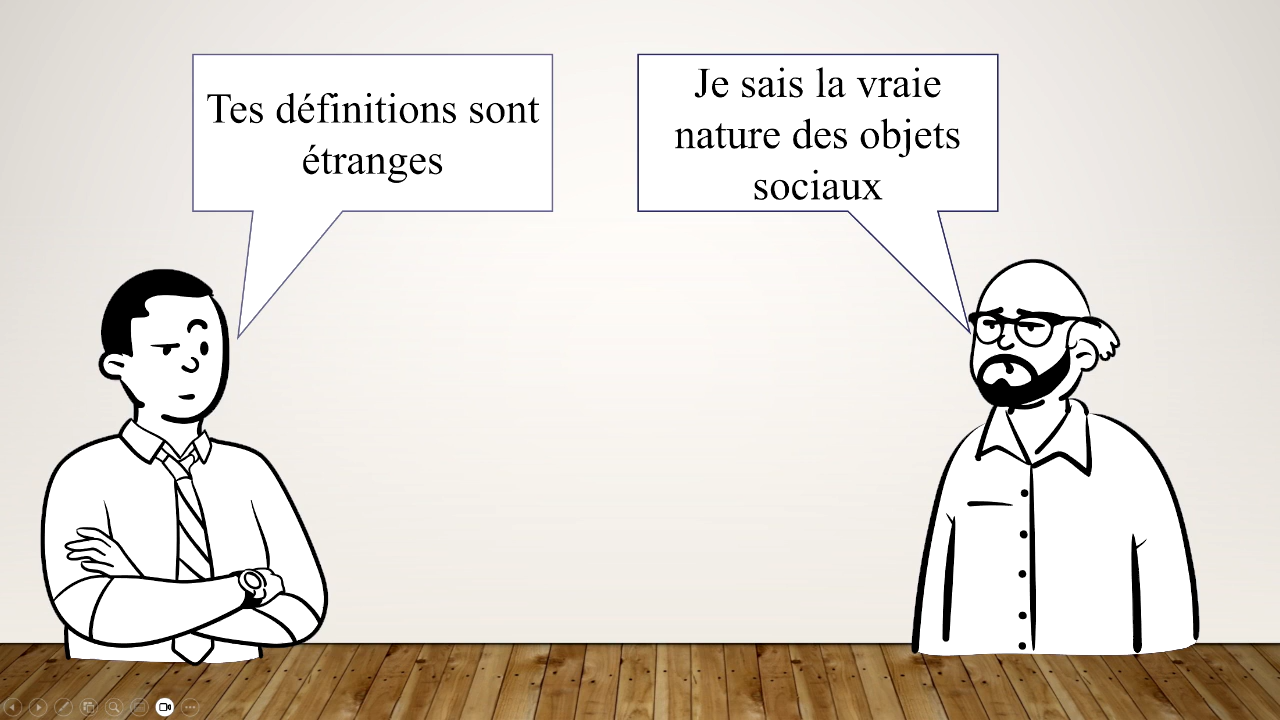 Tes définitions sont
étranges
Je sais la vraie
nature des objets
sociaux